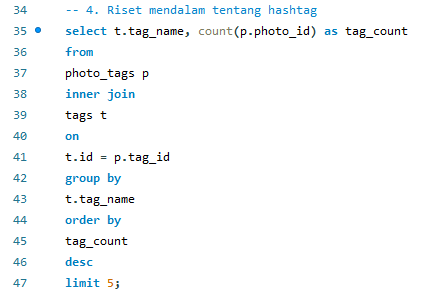 34 -- 4. Riset mendalam tentang hashtag
35 select t.tag_name, count(p.photo_id) as tag_count
36 from
37 photo_tags p
38 inner join
39 tags t
40 on
41 t.id = p.tag_id
42 group by
43 t.tag_name
44 order by
45 tag_count
46 desc
47 limit 5;